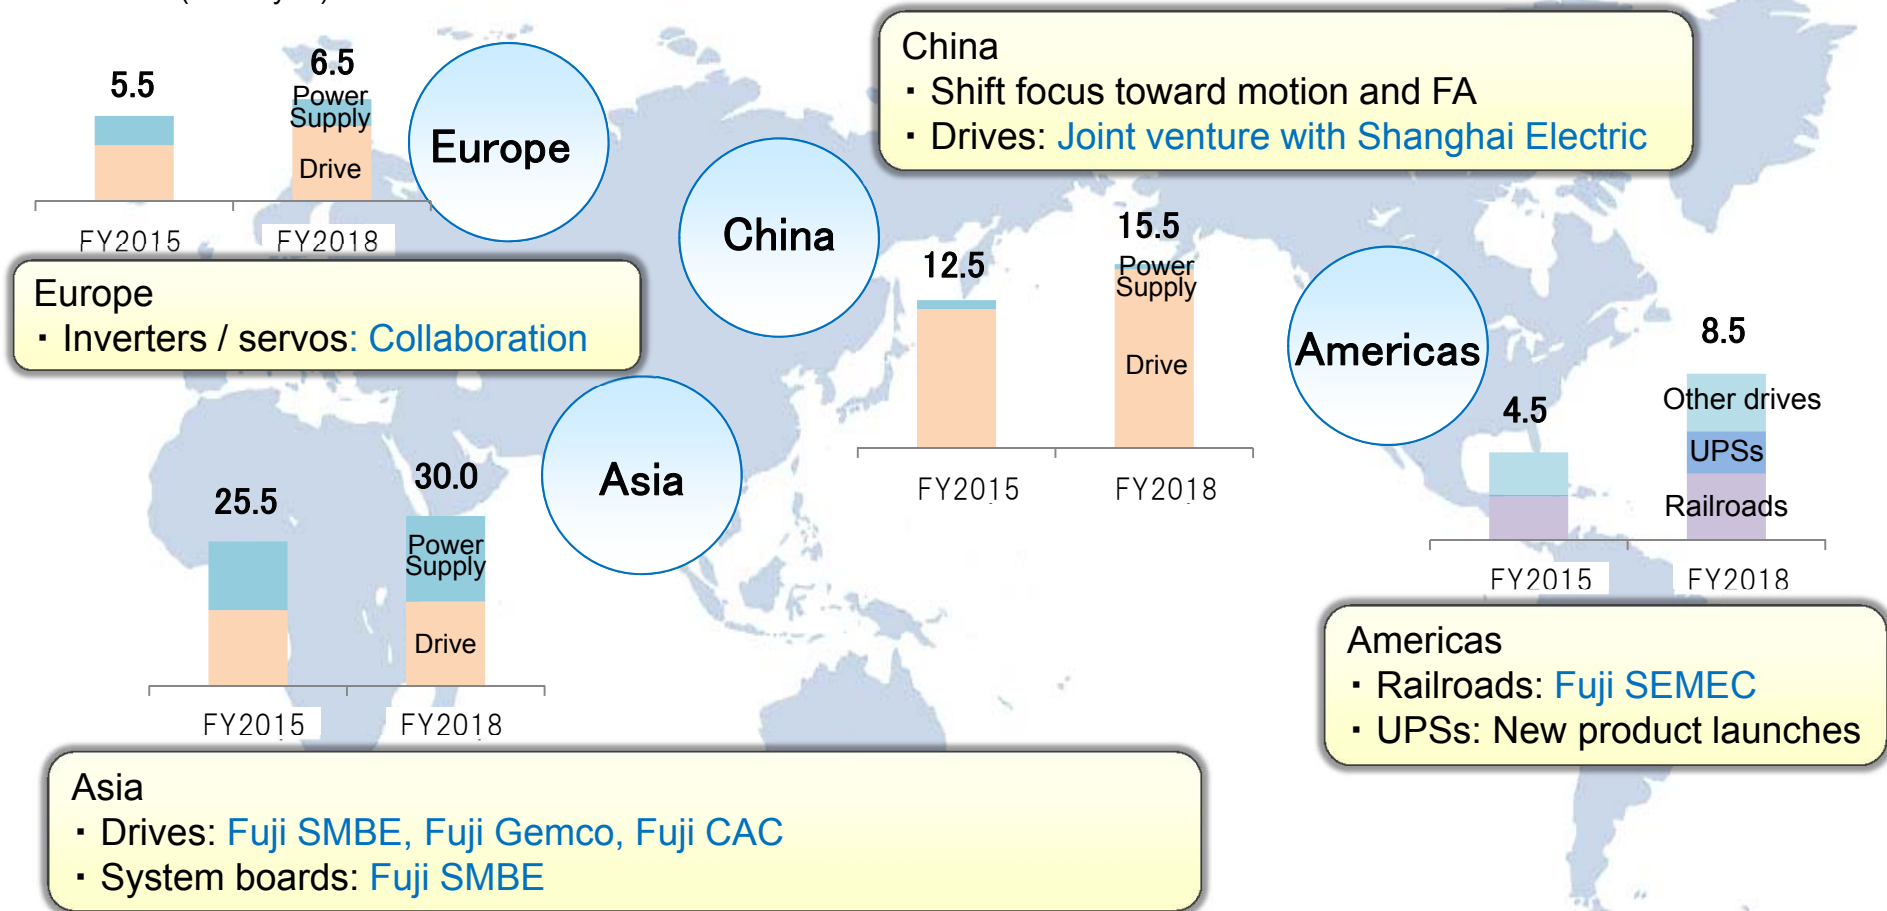 5.5
6.5
Power
Supply
Drive
FY2015
FY2018
Europe
Europe
・Inverters / servos: Collaboration
China
・Shift focus toward motion and FA
・Drives: Joint venture with Shanghai Electric
China
12.5
15.5
Power
Supply
Drive
FY2015
FY2018
Americas
4.5
8.5
Other drives
UPSs
Railroads
FY2015
FY2018
Americas
・Railroads: Fuji SEMEC
・UPSs: New product launches
Asia
25.5
30.0
Power
Supply
Drive
FY2015
FY2018
Asia
・Drives: Fuji SMBE, Fuji Gemco, Fuji CAC
・System boards: Fuji SMBE